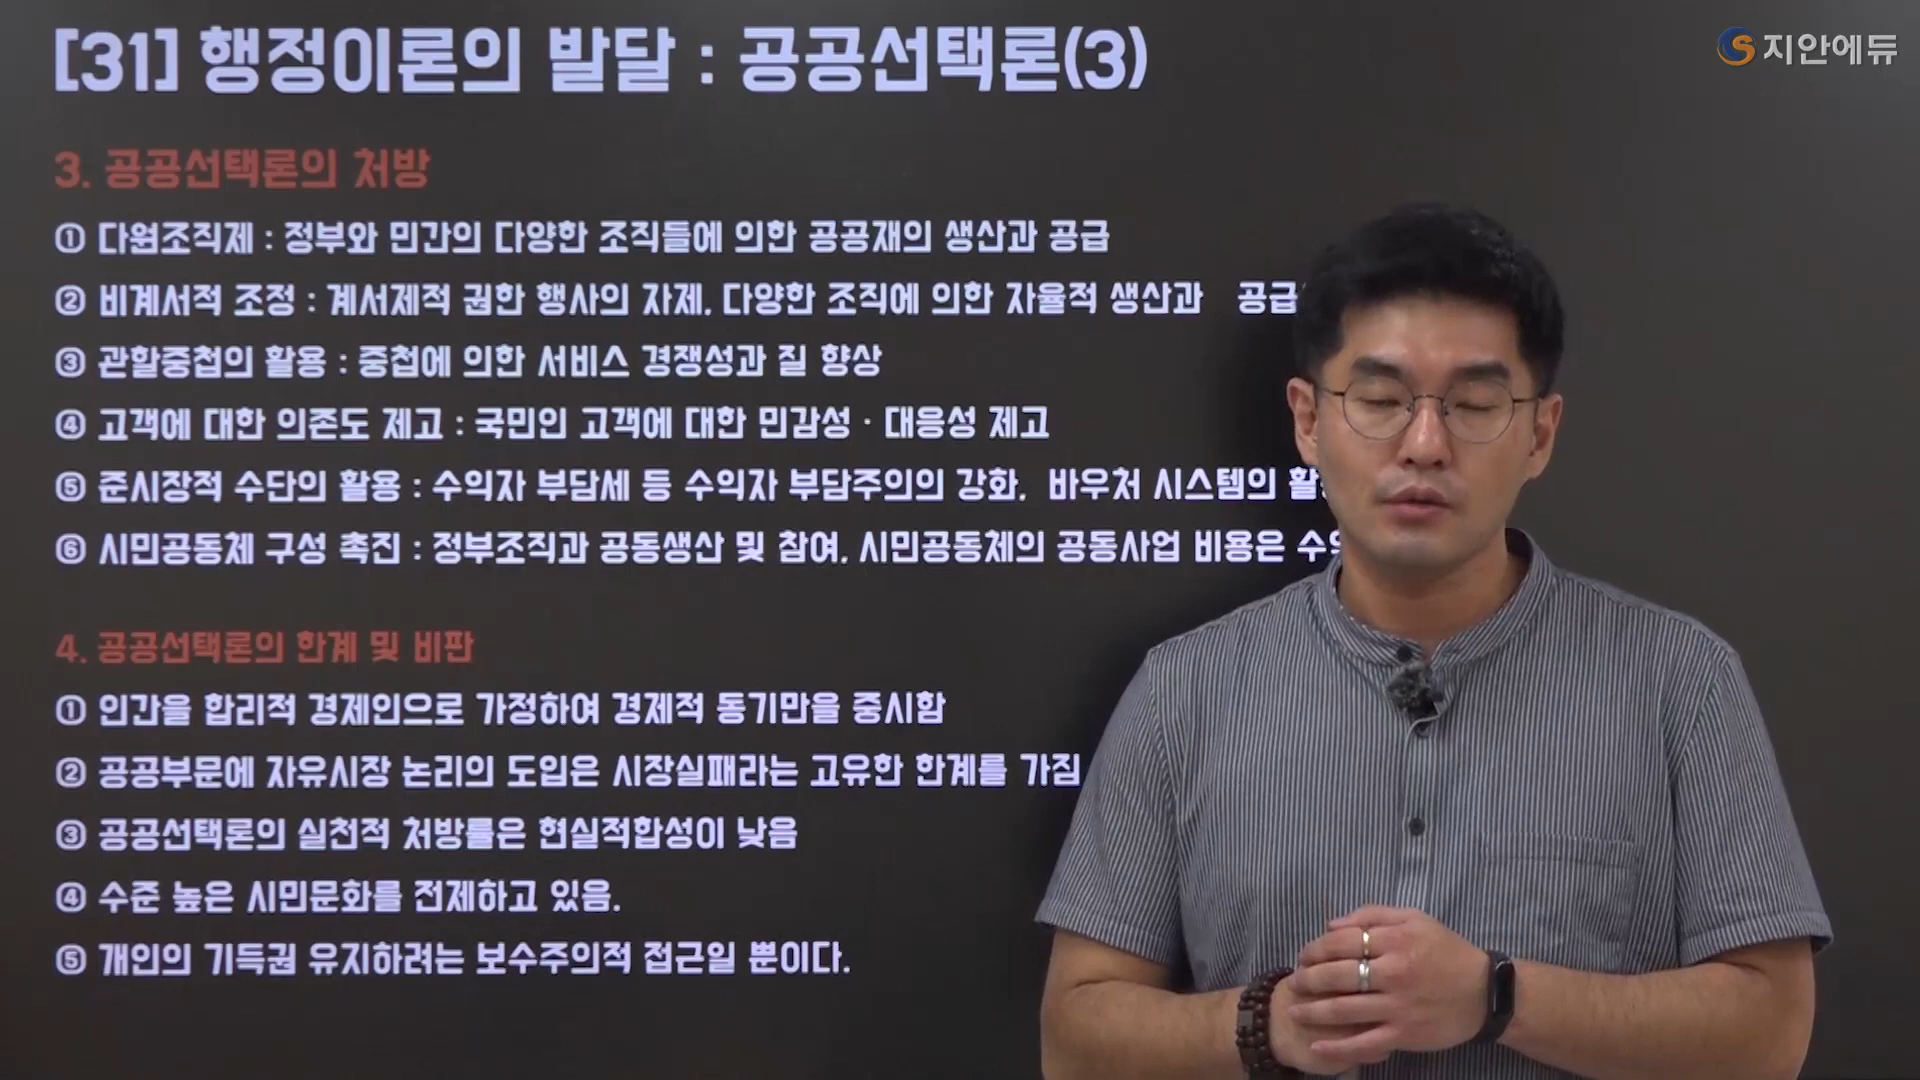 [31] 행정이론의 발달 : 공공선택론(3)
지안에듀
3. 공공선택론의 처방
① 다원조직제 : 정부와 민간의 다양한 조직들에 의한 공공재의 생산과 공급
② 비계서적 조정 : 계서제적 권한 행사의 자제, 다양한 조직에 의한 자율적 생산과 공급
③ 관할중첩의 활용 : 중첩에 의한 서비스 경쟁성과 질 향상
④ 고객에 대한 의존도 제고 : 국민인 고객에 대한 민감성 · 대응성 제고
⑤ 준시장적 수단의 활용 : 수익자 부담세 등 수익자 부담주의의 강화, 바우처 시스템의
⑥ 시민공동체 구성 촉진 : 정부조직과 공동생산 및 참여, 시민공동체의 공동사업 비용은
4. 공공선택론의 한계 및 비판
① 인간을 합리적 경제인으로 가정하여 경제적 동기만을 중시함
② 공공부문에 자유시장 논리의 도입은 시장실패라는 고유한 한계를 가짐
③ 공공선택론의 실천적 처방률은 현실적합성이 낮음
④ 수준 높은 시민문화를 전제하고 있음.
⑤ 개인의 기득권 유지하려는 보수주의적 접근일 뿐이다.